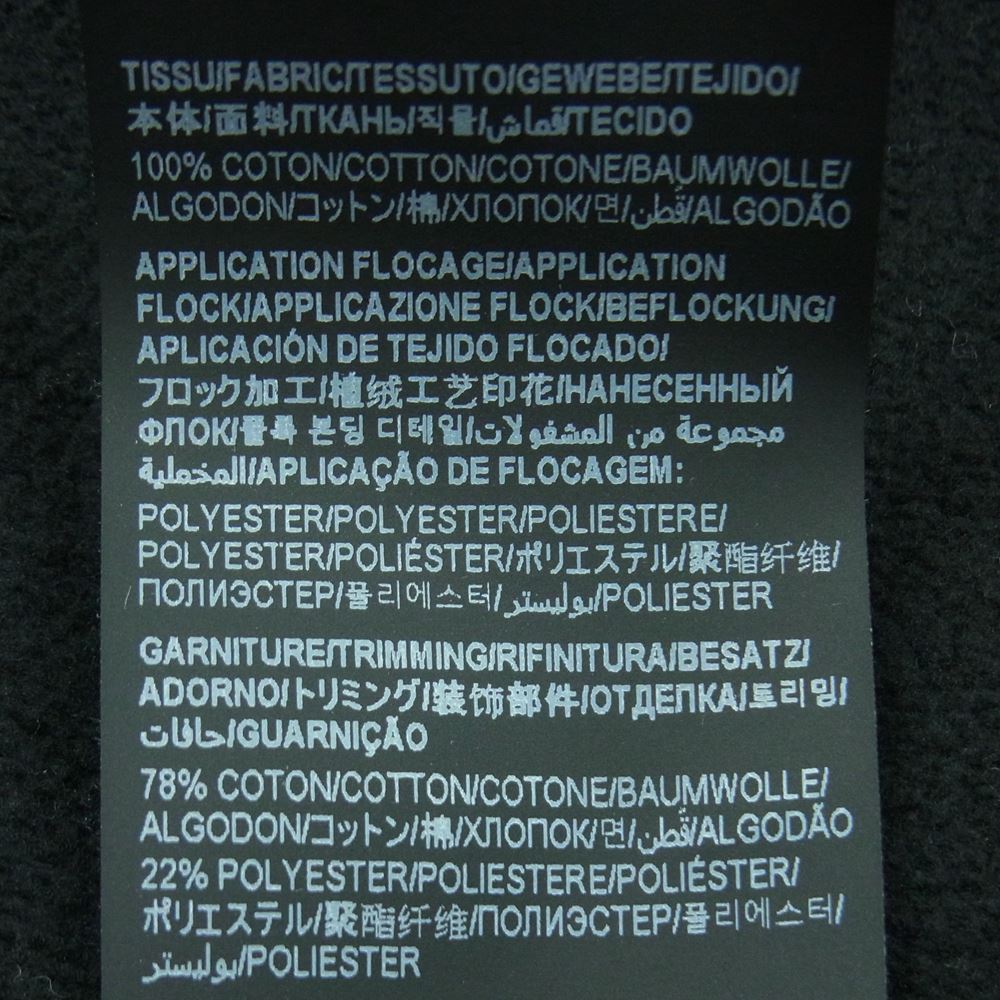 TISSU/FABRIC/TESSUTO/GEWEBE/TEJIDO/
本体/面料/ТКАНЬ/직물/قماش/TECIDO
100% COTON/COTTON/COTONE/BAUMWOLLE/
ALGODON/コットン/棉/ХЛОПОК/면/قُطن/ALGODÃO
APPLICATION FLOCAGE/APPLICATION
FLOCK/APPLICAZIONE FLOCK/BEFLOCKUNG/
APLICACIÓN DE TEJIDO FLOCADO/
フロック加工/植绒工艺印花/НАНЕСЕННЫЙ
ФЛОК/플록 본딩 디테일/مجموعة من المشغولات
المخملية/APLICAÇÃO DE FLOCAGEM:
POLYESTER/POLYESTER/POLIESTERE/
POLYESTER/POLIÉSTER/ポリエステル/聚酯纤维/
ПОЛИЭСТЕР/폴리에스터/بوليستر/POLIESTER
GARNITURE/TRIMMING/RIFINITURA/BESATZ/
ADORNO/トリミング/装饰部件/ОТДЕЛКА/트리밍/
حافات/GUARNIÇÃO
78% COTON/COTTON/COTONE/BAUMWOLLE/
ALGODON/コットン/棉/ХЛОПОК/면/قُطن/ALGODÃO
22% POLYESTER/POLIESTERE/POLIÉSTER/
ポリエステル/聚酯纤维/ПОЛИЭСТЕР/폴리에스터/
بوليستر/POLIESTER